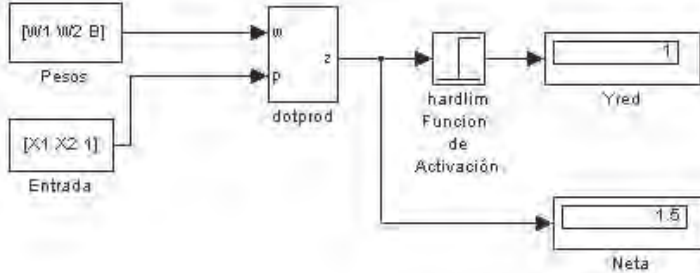 [W1 W2 B]
Pesos
[X1 X2 1]
Entrada
w
p
z
dotprod
hardlim
Funcion
de
Activación
1
Yred
1.5
Neta